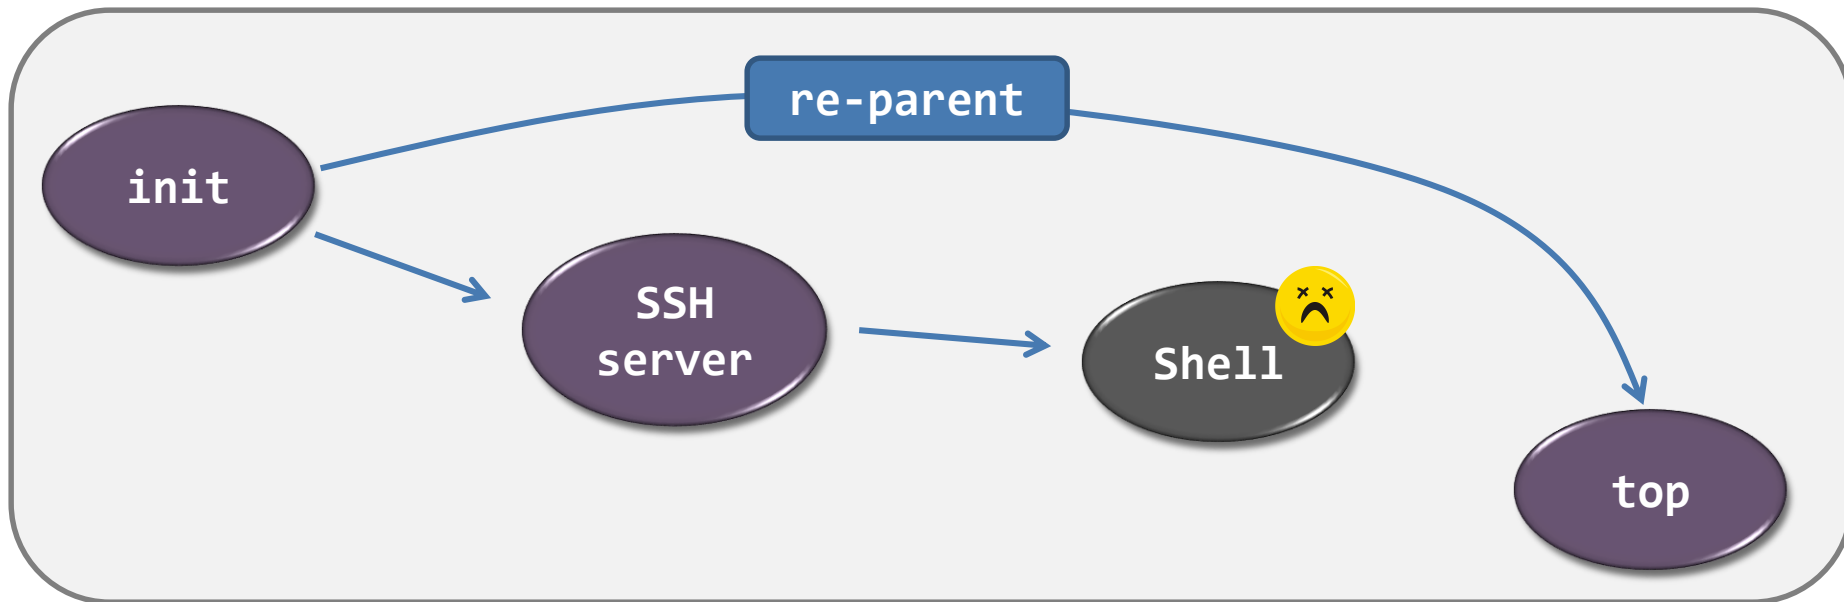 re-parent
init
SSH
server
Shell
top